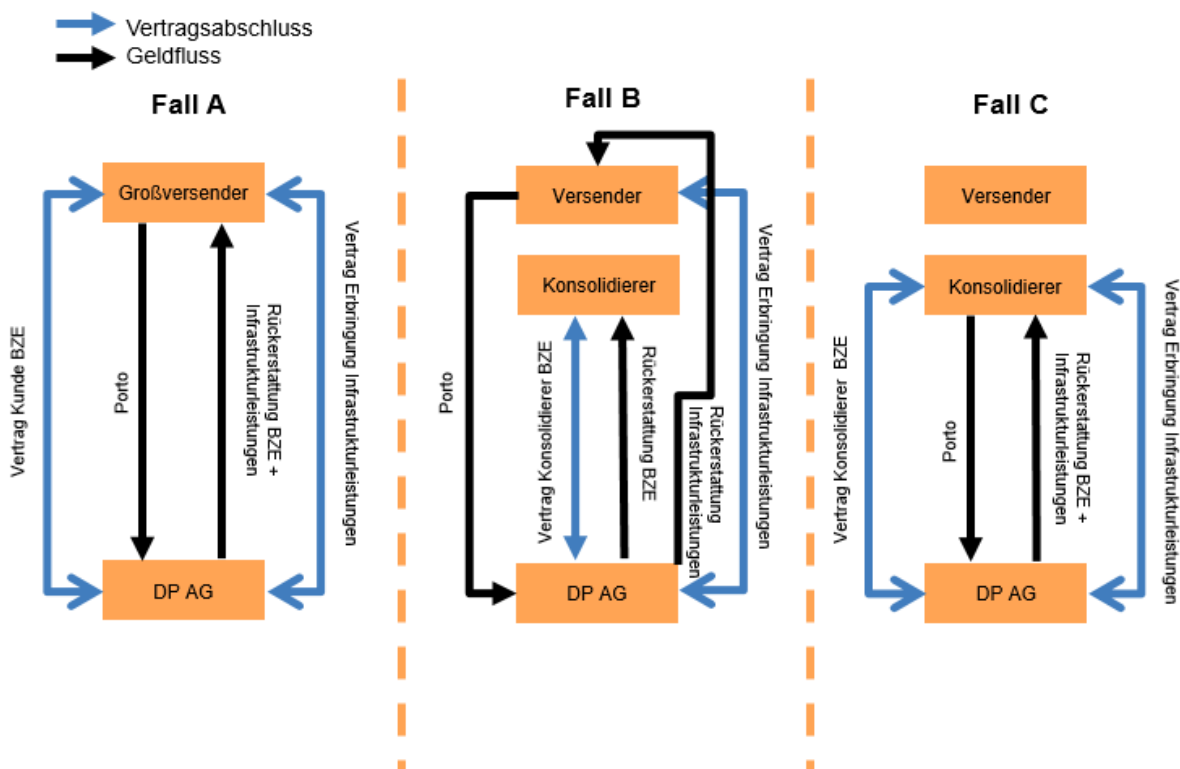 Vertragsabschluss
Geldfluss
Fall A
Großversender
Vertrag Kunde BZE
Porto
Rückerstattung BZE +
Infrastrukturleistungen
Vertrag Erbringung Infrastrukturleistungen
DP AG
Fall B
Versender
Konsolidierer
Porto
Vertrag Konsolidierer BZE
Rückerstattung BZE
Rückerstattung
Infrastrukturleistungen
Vertrag Erbringung Infrastrukturleistungen
DP AG
Fall C
Versender
Konsolidierer
Vertrag Konsolidierer BZE
Porto
Rückerstattung BZE +
Infrastrukturleistungen
Vertrag Erbringung Infrastrukturleistungen
DP AG